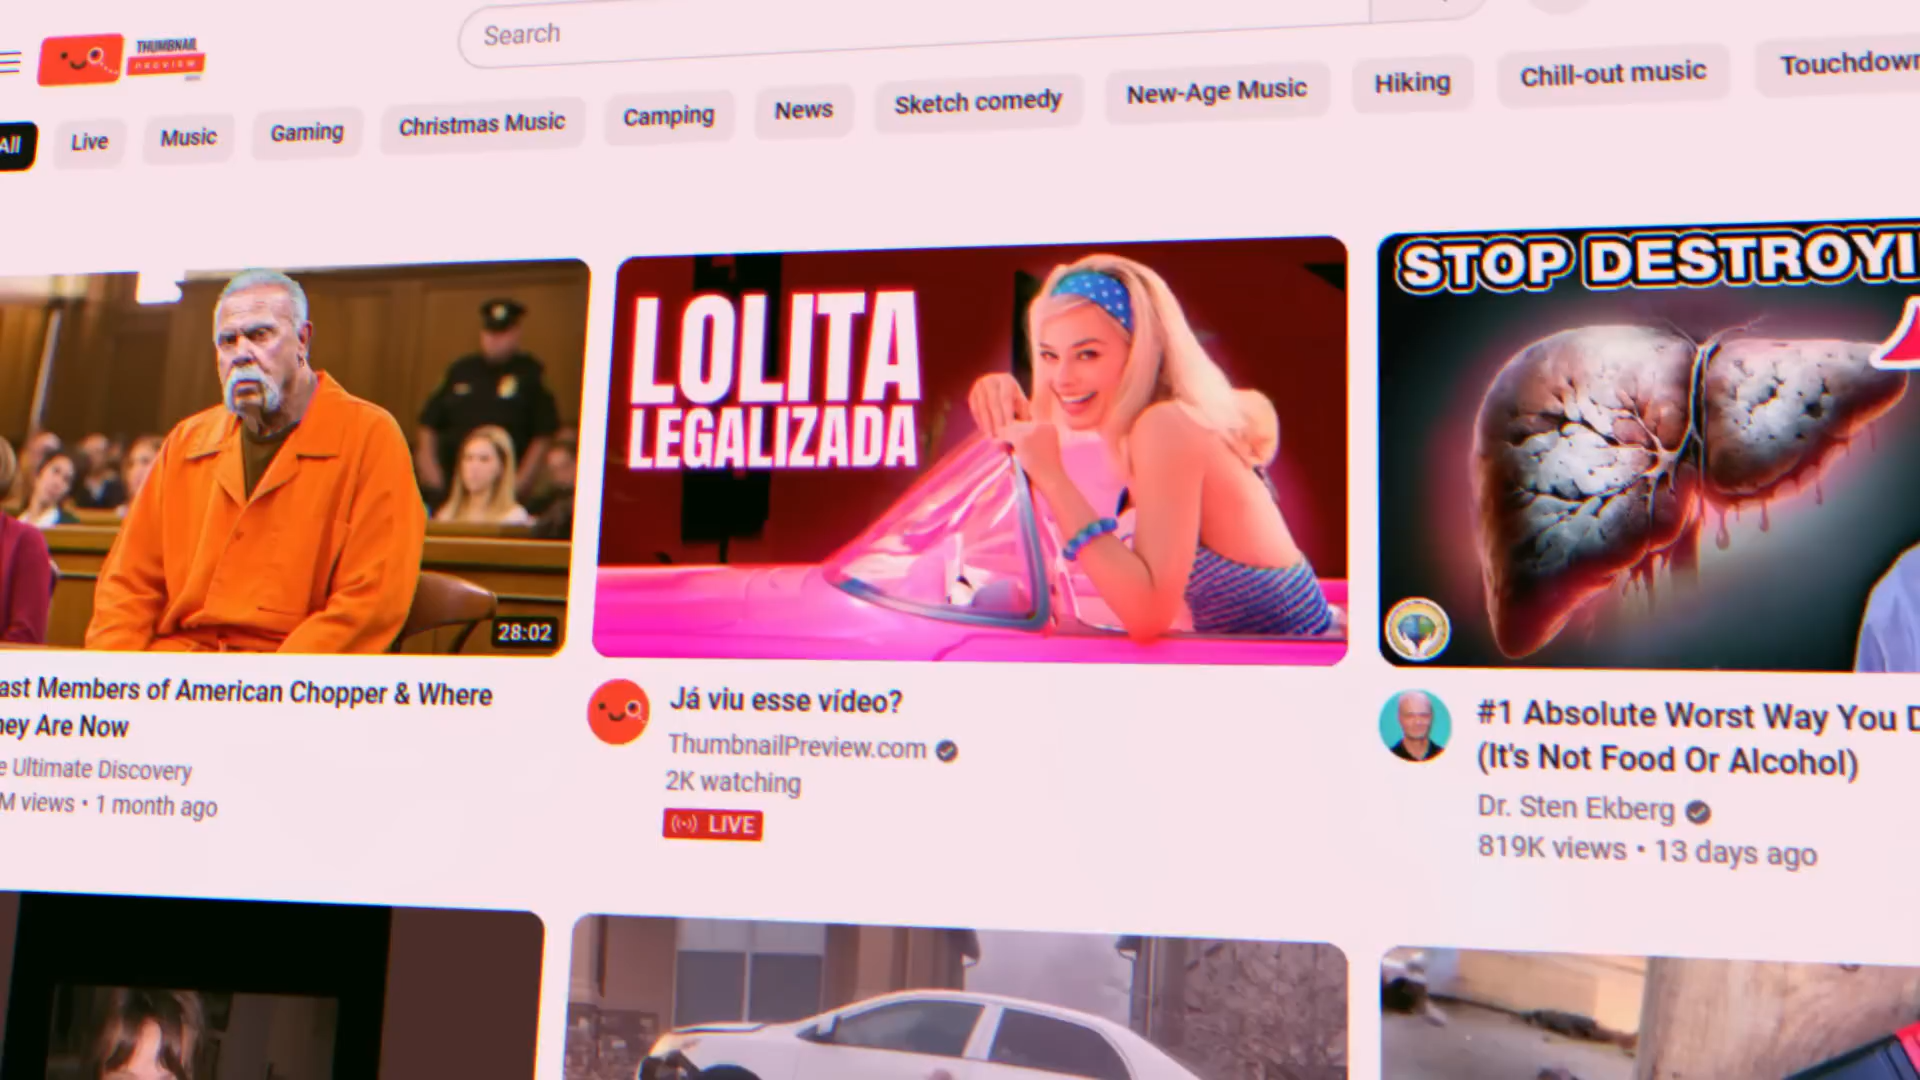 THUMBNAIL
PREVIEW
Search
All
Live
Music
Gaming
Christmas Music
Camping
News
Sketch comedy
New-Age Music
Hiking
Chill-out music
Touchdown
28:02
ast Members of American Chopper & Where
hey Are Now
e Ultimate Discovery
M views • 1 month ago
LOLITA
LEGALIZADA
Já viu esse vídeo?
ThumbnailPreview.com
2K watching
LIVE
STOP DESTROYI
#1 Absolute Worst Way You D
(It's Not Food Or Alcohol)
Dr. Sten Ekberg
819K views • 13 days ago